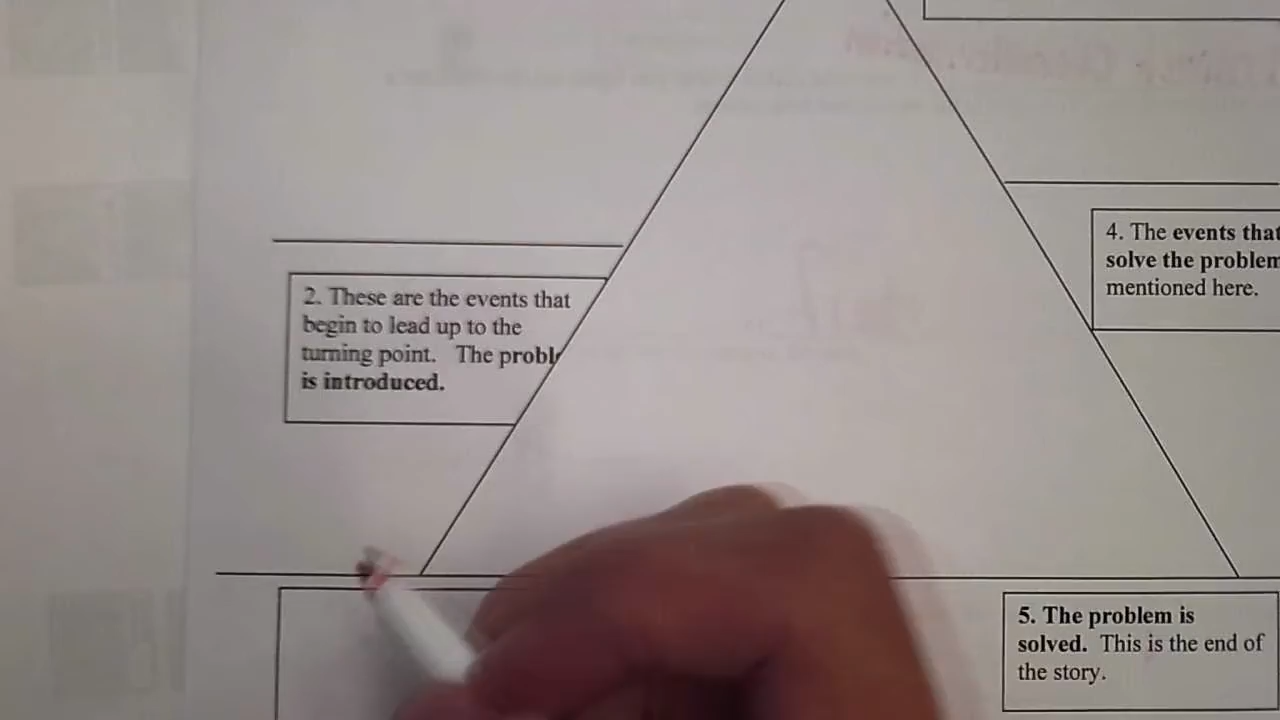 2. These are the events that
begin to lead up to the
turning point. The
is introduced.
4. The events that
solve the problem
mentioned here.
5. The problem is
solved. This is the end of
the story.